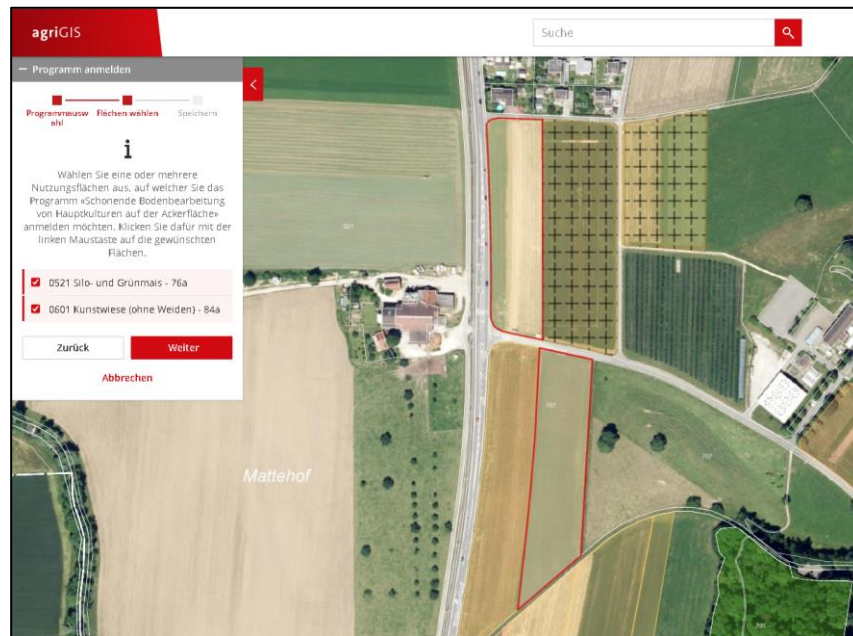 agriGIS
Suche
− Programm anmelden
Programmausw
ahl
Flächen wählen
Speichern
i
Wählen Sie eine oder mehrere
Nutzungsflächen aus, auf welcher Sie das
Programm «Schonende Bodenbearbeitung
von Hauptkulturen auf der Ackerfläche»
anmelden möchten. Klicken Sie dafür mit der
linken Maustaste auf die gewünschten
Flächen.
0521 Silo- und Grünmais - 76a
0601 Kunstwiese (ohne Weiden) - 84a
Zurück
Weiter
Abbrechen
Mattehof
707